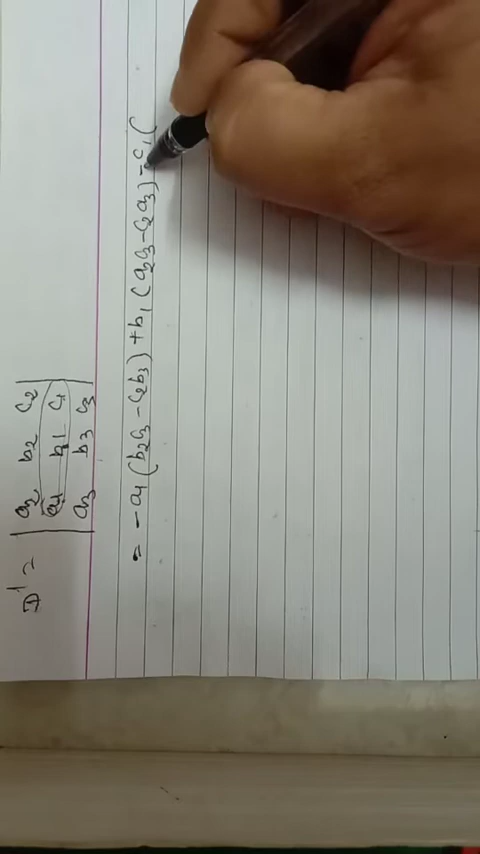 D' = | a2 b2 c2 |
| a1 b1 c1 |
| a3 b3 c3 |
= - a1 (b2c3 - c2b3) + b1 (a2c3 - c2a3) - c1 (